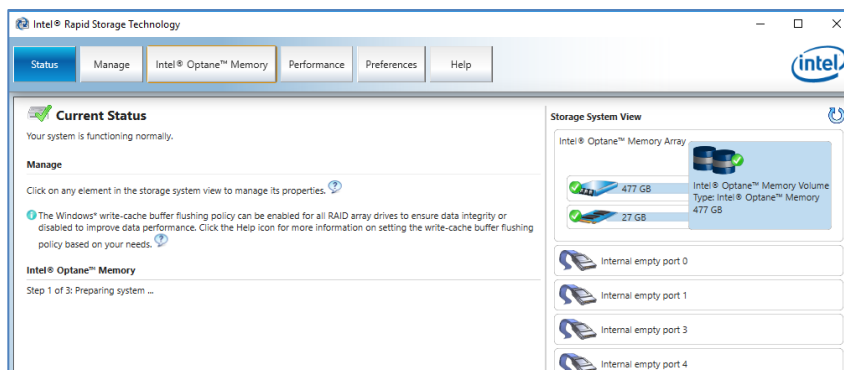 Intel® Rapid Storage Technology
Status
Manage
Intel® Optane™ Memory
Performance
Preferences
Help
intel
Current Status
Your system is functioning normally.
Manage
Click on any element in the storage system view to manage its properties.
The Windows* write-cache buffer flushing policy can be enabled for all RAID array drives to ensure data integrity or
disabled to improve data performance. Click the Help icon for more information on setting the write-cache buffer flushing
policy based on your needs.
Intel® Optane™ Memory
Step 1 of 3: Preparing system ...
Storage System View
Intel® Optane™ Memory Array
477 GB
27 GB
Intel® Optane™ Memory Volume
Type: Intel® Optane™ Memory
477 GB
Internal empty port 0
Internal empty port 1
Internal empty port 3
Internal empty port 4